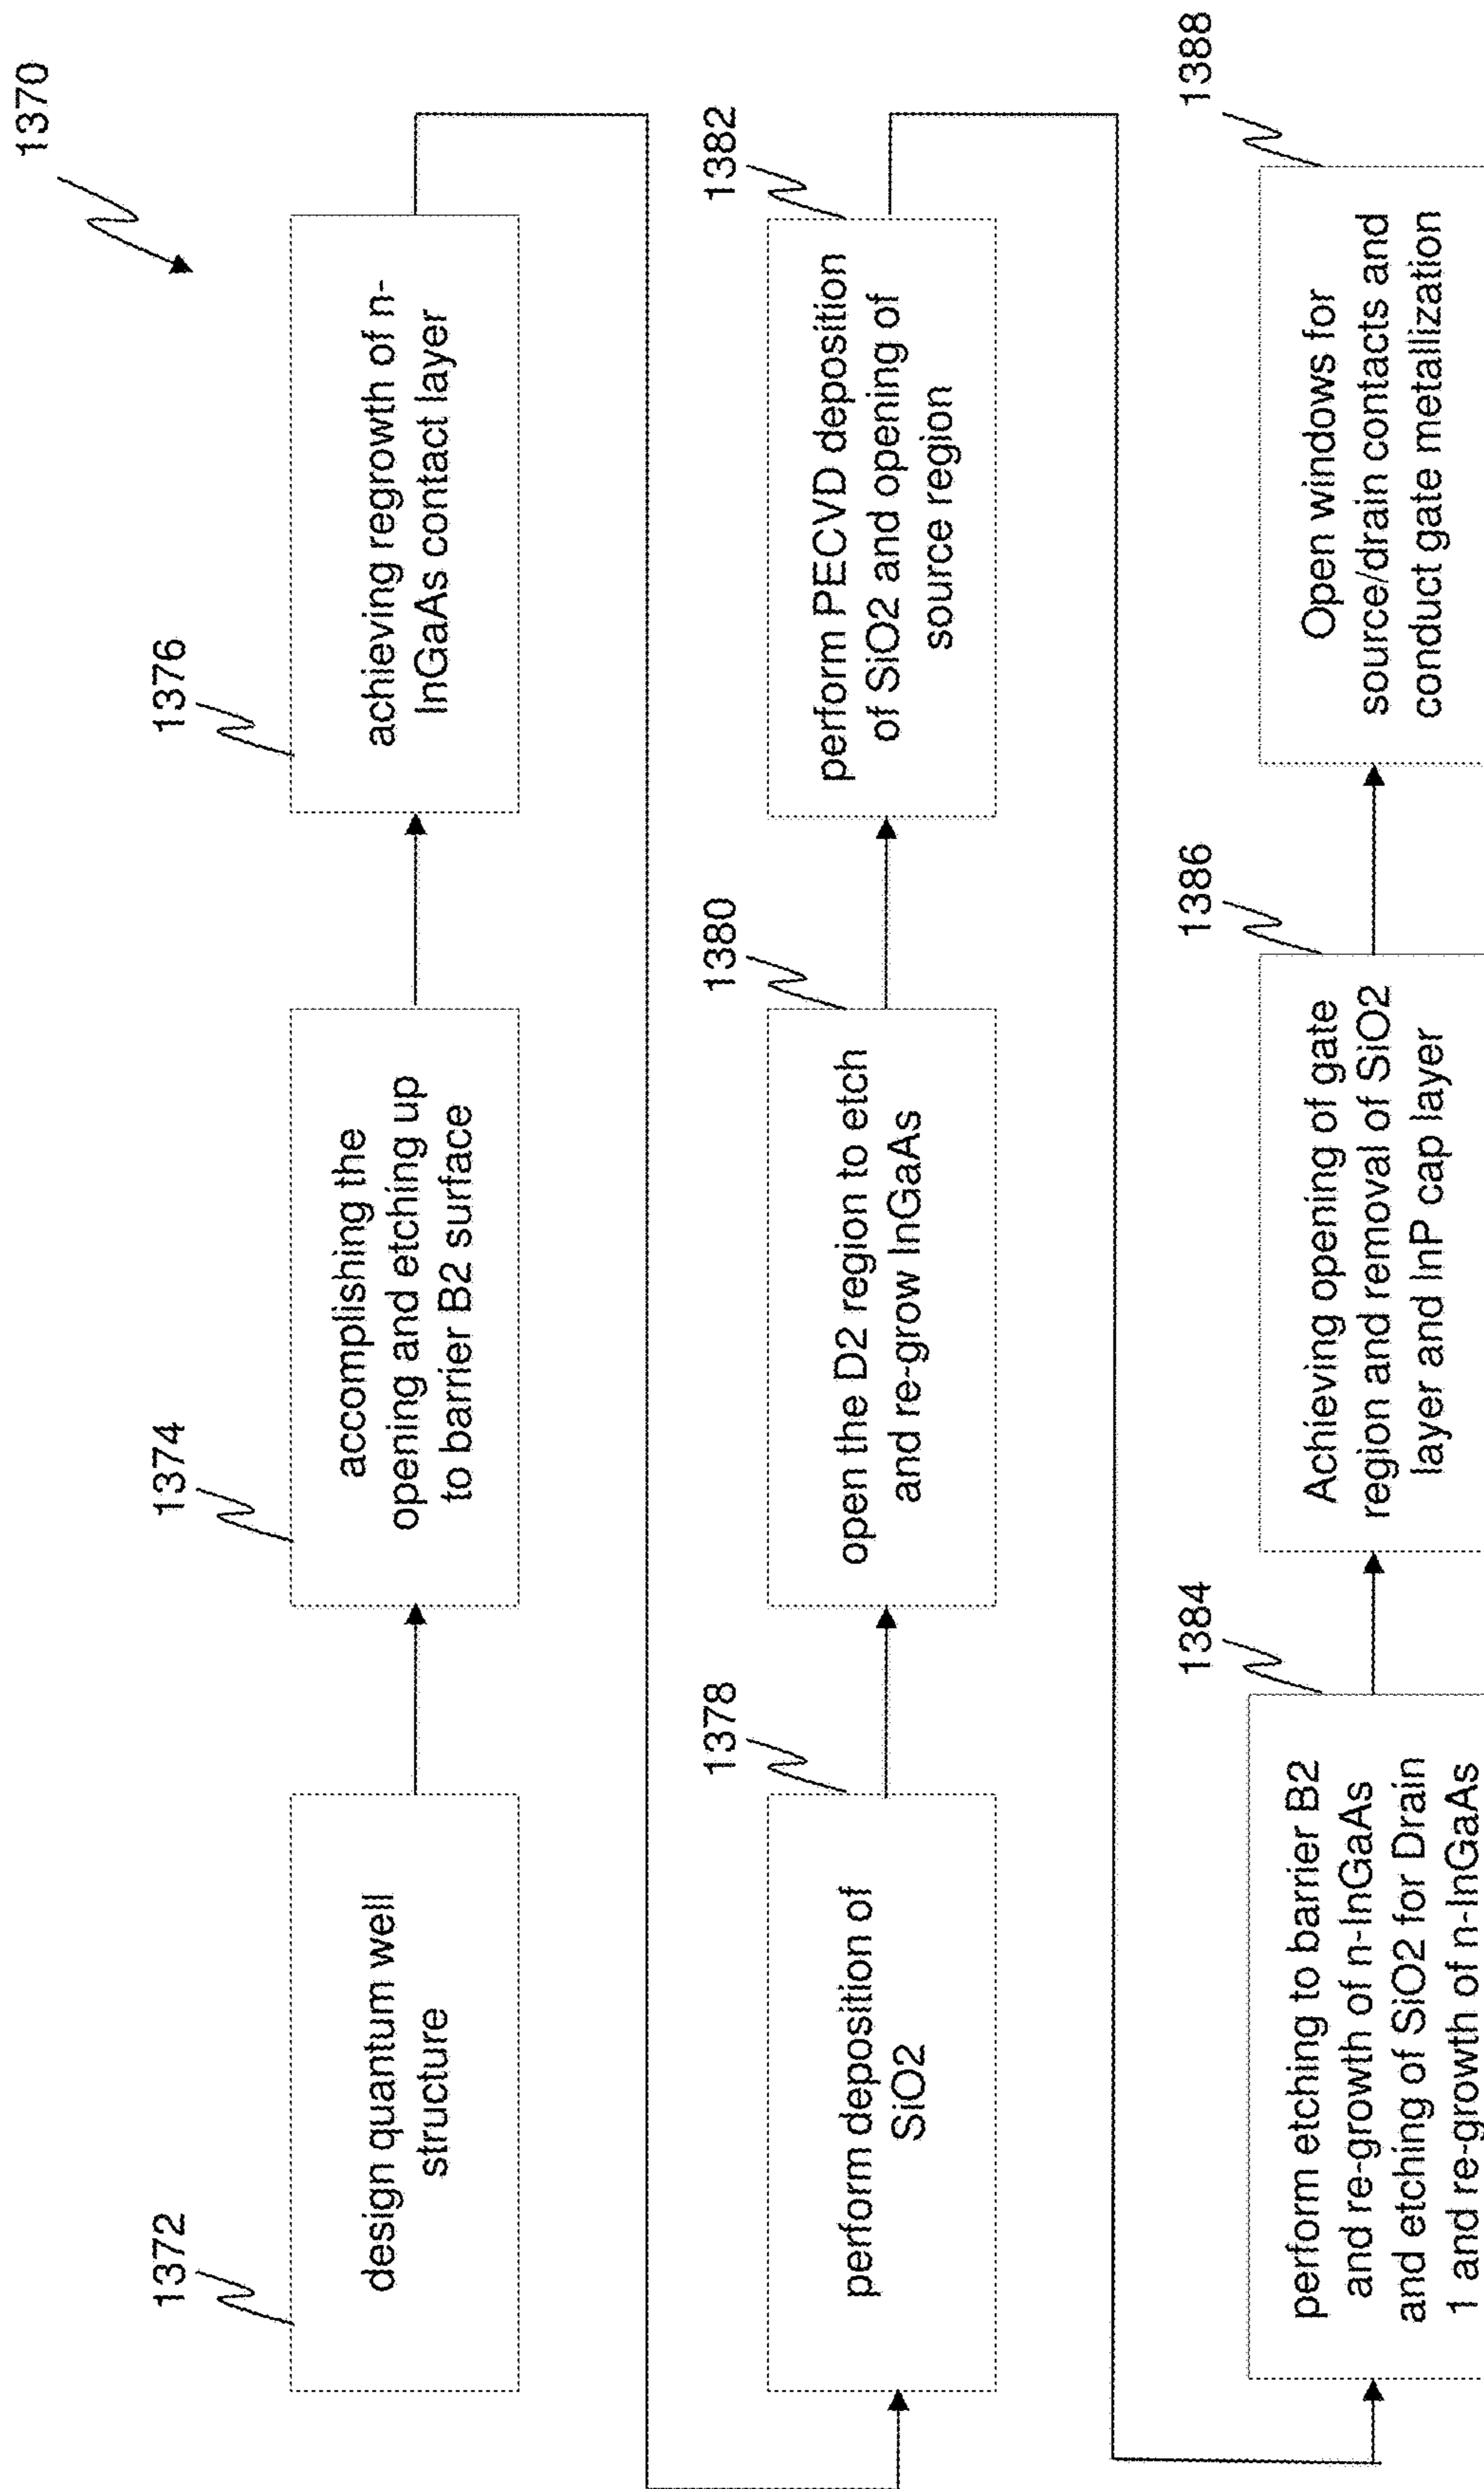 1370
1372
design quantum well
structure
1374
accomplishing the
opening and etching up
to barrier B2 surface
1376
achieving regrowth of n-
InGaAs contact layer
1378
perform deposition of
SiO2
1380
open the D2 region to etch
and re-grow InGaAs
1382
perform PECVD deposition
of SiO2 and opening of
source region
1384
perform etching to barrier B2
and re-growth of n-InGaAs
and etching of SiO2 for Drain
1 and re-growth of n-InGaAs
1386
Achieving opening of gate
region and removal of SiO2
layer and InP cap layer
1388
Open windows for
source/drain contacts and
conduct gate metallization